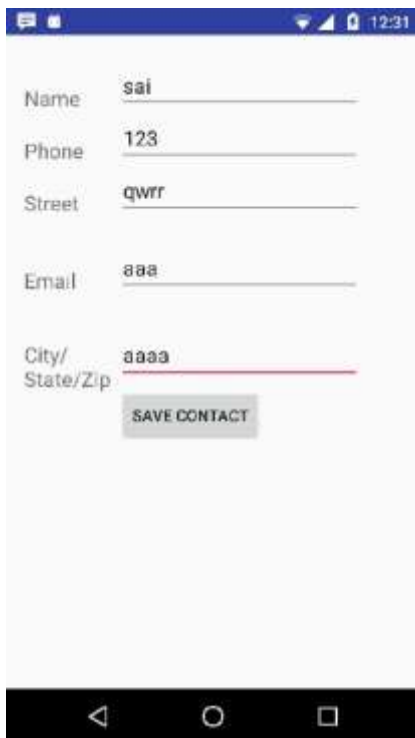 12:31
Name sai
Phone 123
Street qwrr
Email aaa
City/ aaaa
State/Zip
SAVE CONTACT